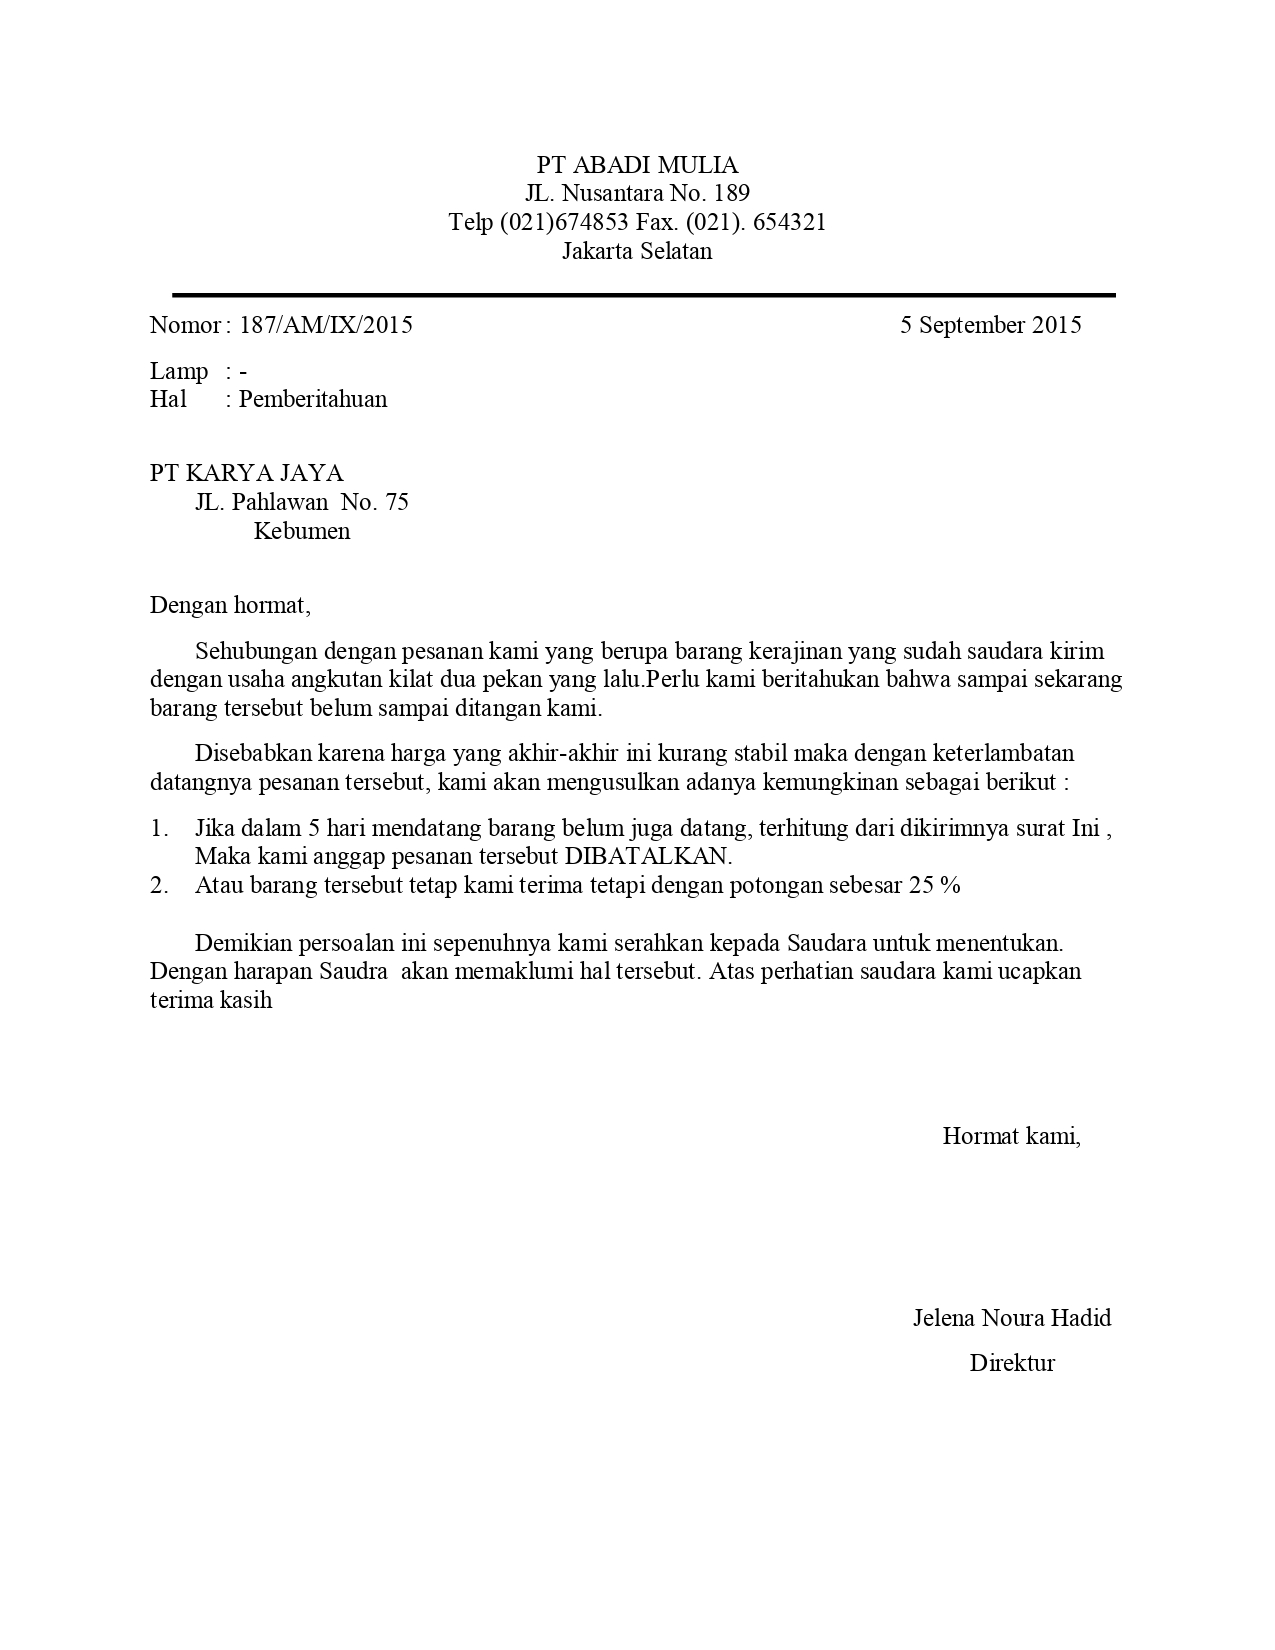 PT ABADI MULIA
JL. Nusantara No. 189
Telp (021)674853 Fax. (021). 654321
Jakarta Selatan
Nomor : 187/AM/IX/2015 5 September 2015
Lamp : -
Hal : Pemberitahuan
PT KARYA JAYA
JL. Pahlawan No. 75
Kebumen
Dengan hormat,
Sehubungan dengan pesanan kami yang berupa barang kerajinan yang sudah saudara kirim
dengan usaha angkutan kilat dua pekan yang lalu.Perlu kami beritahukan bahwa sampai sekarang
barang tersebut belum sampai ditangan kami.
Disebabkan karena harga yang akhir-akhir ini kurang stabil maka dengan keterlambatan
datangnya pesanan tersebut, kami akan mengusulkan adanya kemungkinan sebagai berikut :
1. Jika dalam 5 hari mendatang barang belum juga datang, terhitung dari dikirimnya surat Ini ,
Maka kami anggap pesanan tersebut DIBATALKAN.
2. Atau barang tersebut tetap kami terima tetapi dengan potongan sebesar 25 %
Demikian persoalan ini sepenuhnya kami serahkan kepada Saudara untuk menentukan.
Dengan harapan Saudra akan memaklumi hal tersebut. Atas perhatian saudara kami ucapkan
terima kasih
Hormat kami,
Jelena Noura Hadid
Direktur